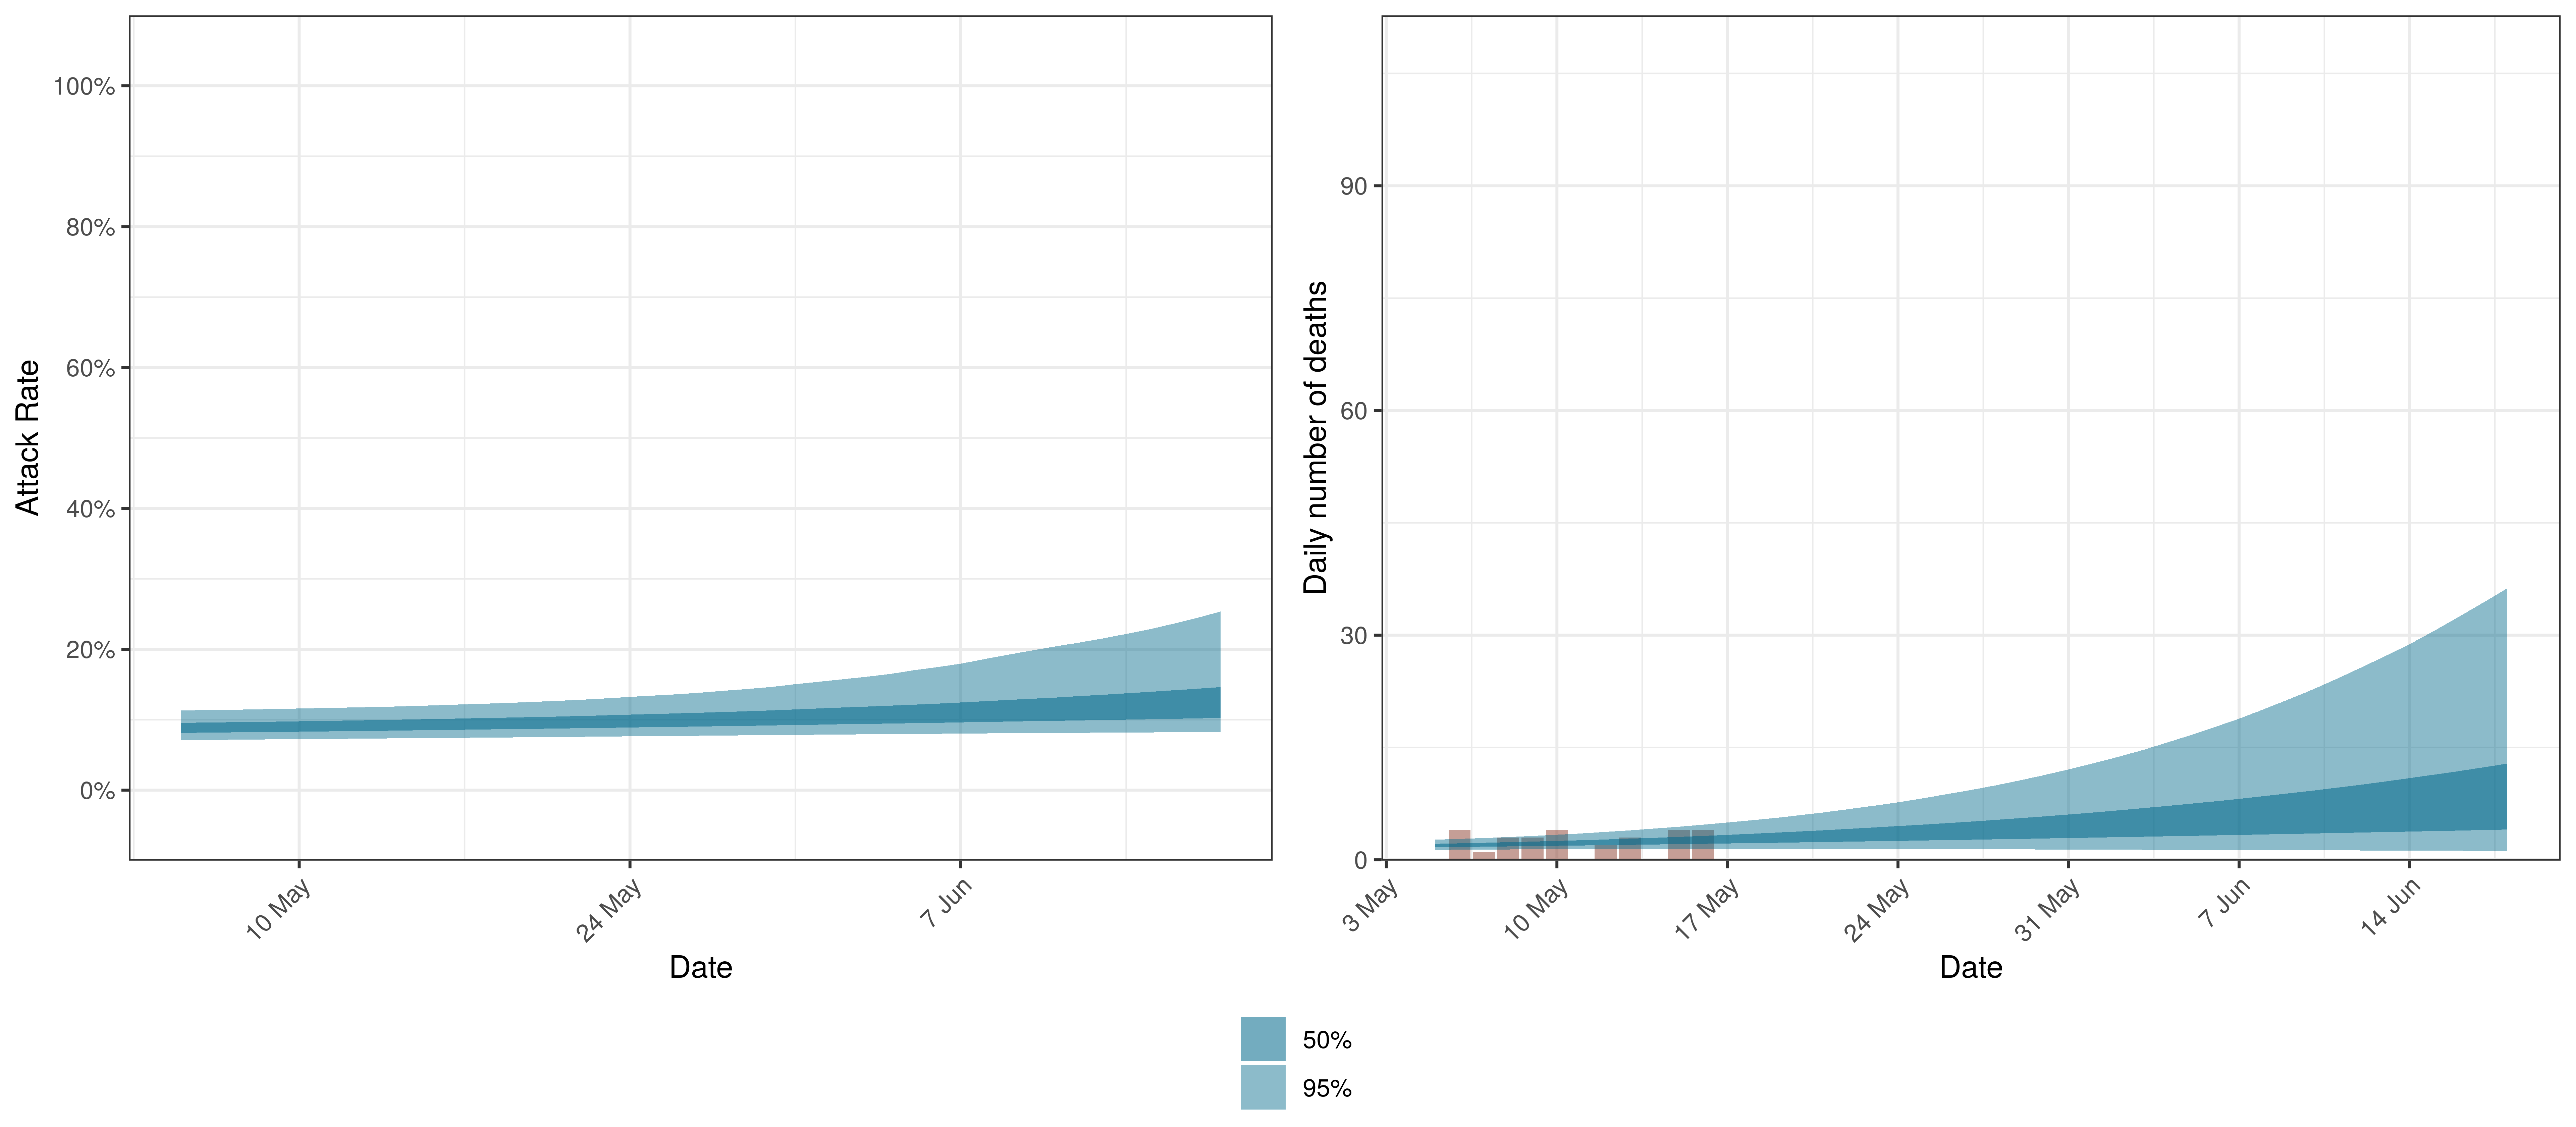 Attack Rate
100%
80%
60%
40%
20%
0%
10 May
24 May
7 Jun
Date
Daily number of deaths
90
60
30
0
3 May
10 May
17 May
24 May
31 May
7 Jun
14 Jun
Date
50%
95%